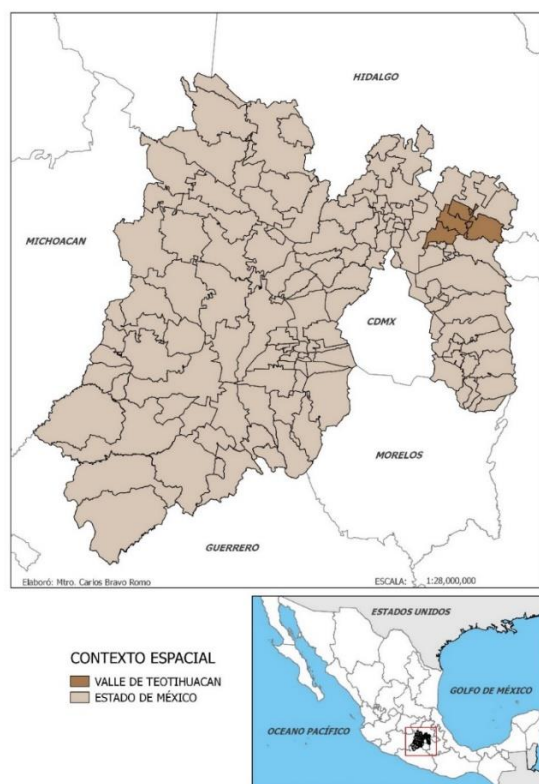 HIDALGO
MICHOACAN
CDMX
MORELOS
GUERRERO
Elaboró: Mtro. Carlos Bravo Romo
ESCALA: 1:28,000,000
CONTEXTO ESPACIAL
VALLE DE TEOTIHUACAN
ESTADO DE MÉXICO
ESTADOS UNIDOS
GOLFO DE MÉXICO
OCEANO PACÍFICO